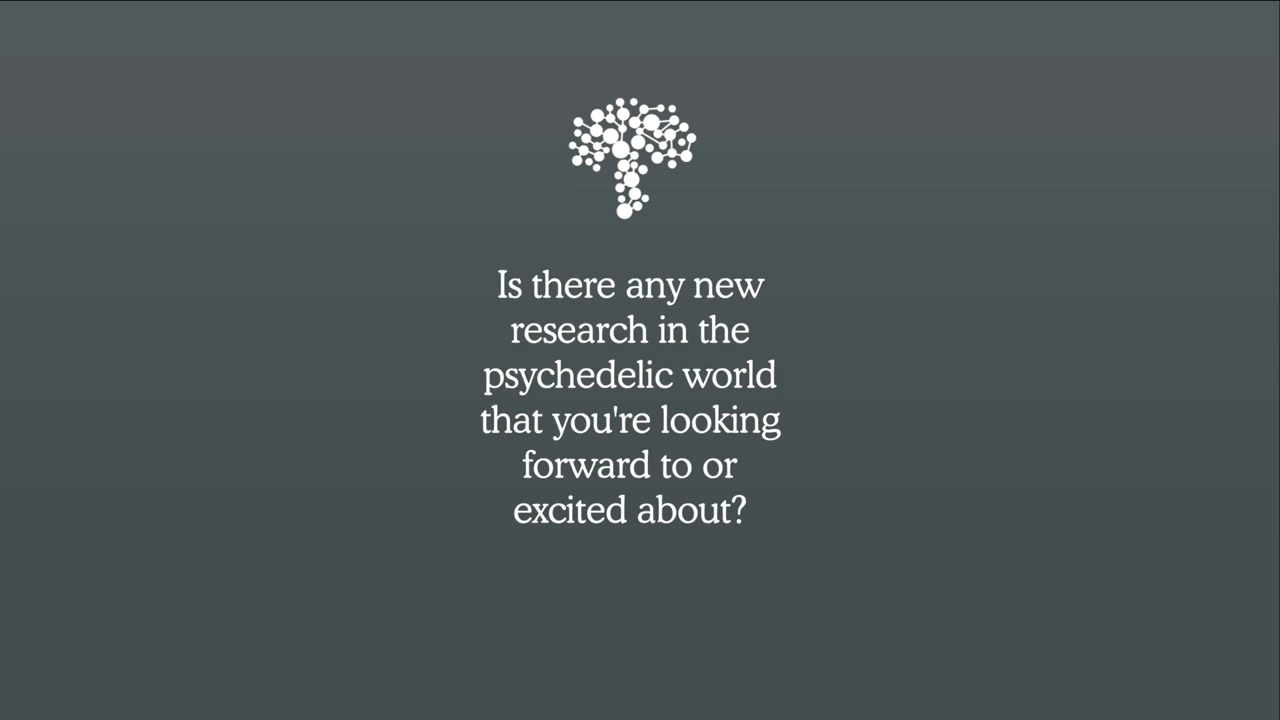 Is there any new
research in the
psychedelic world
that you're looking
forward to or
excited about?